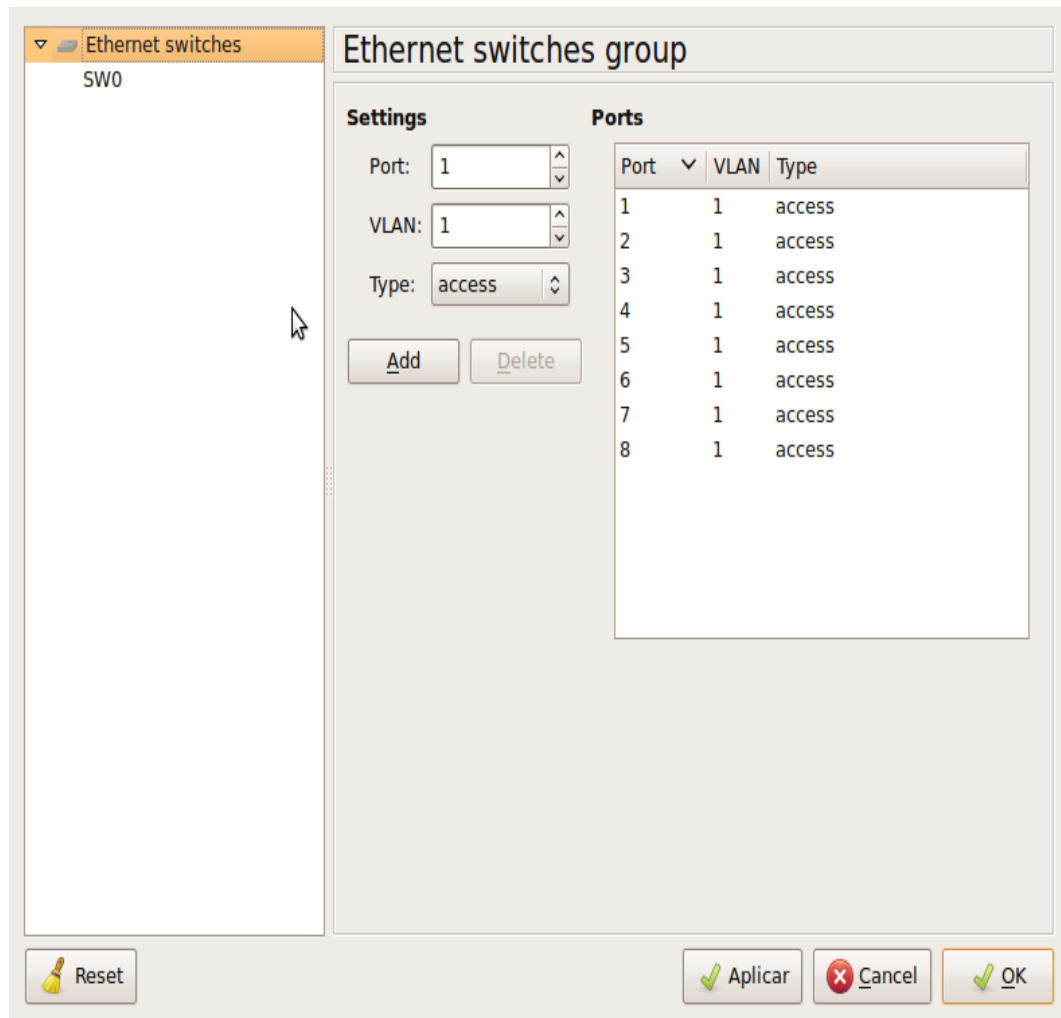 Ethernet switches
SW0
Ethernet switches group
Settings
Port: 1
VLAN: 1
Type: access
Add Delete
Ports
Port VLAN Type
1 1 access
2 1 access
3 1 access
4 1 access
5 1 access
6 1 access
7 1 access
8 1 access
Reset Aplicar Cancel OK